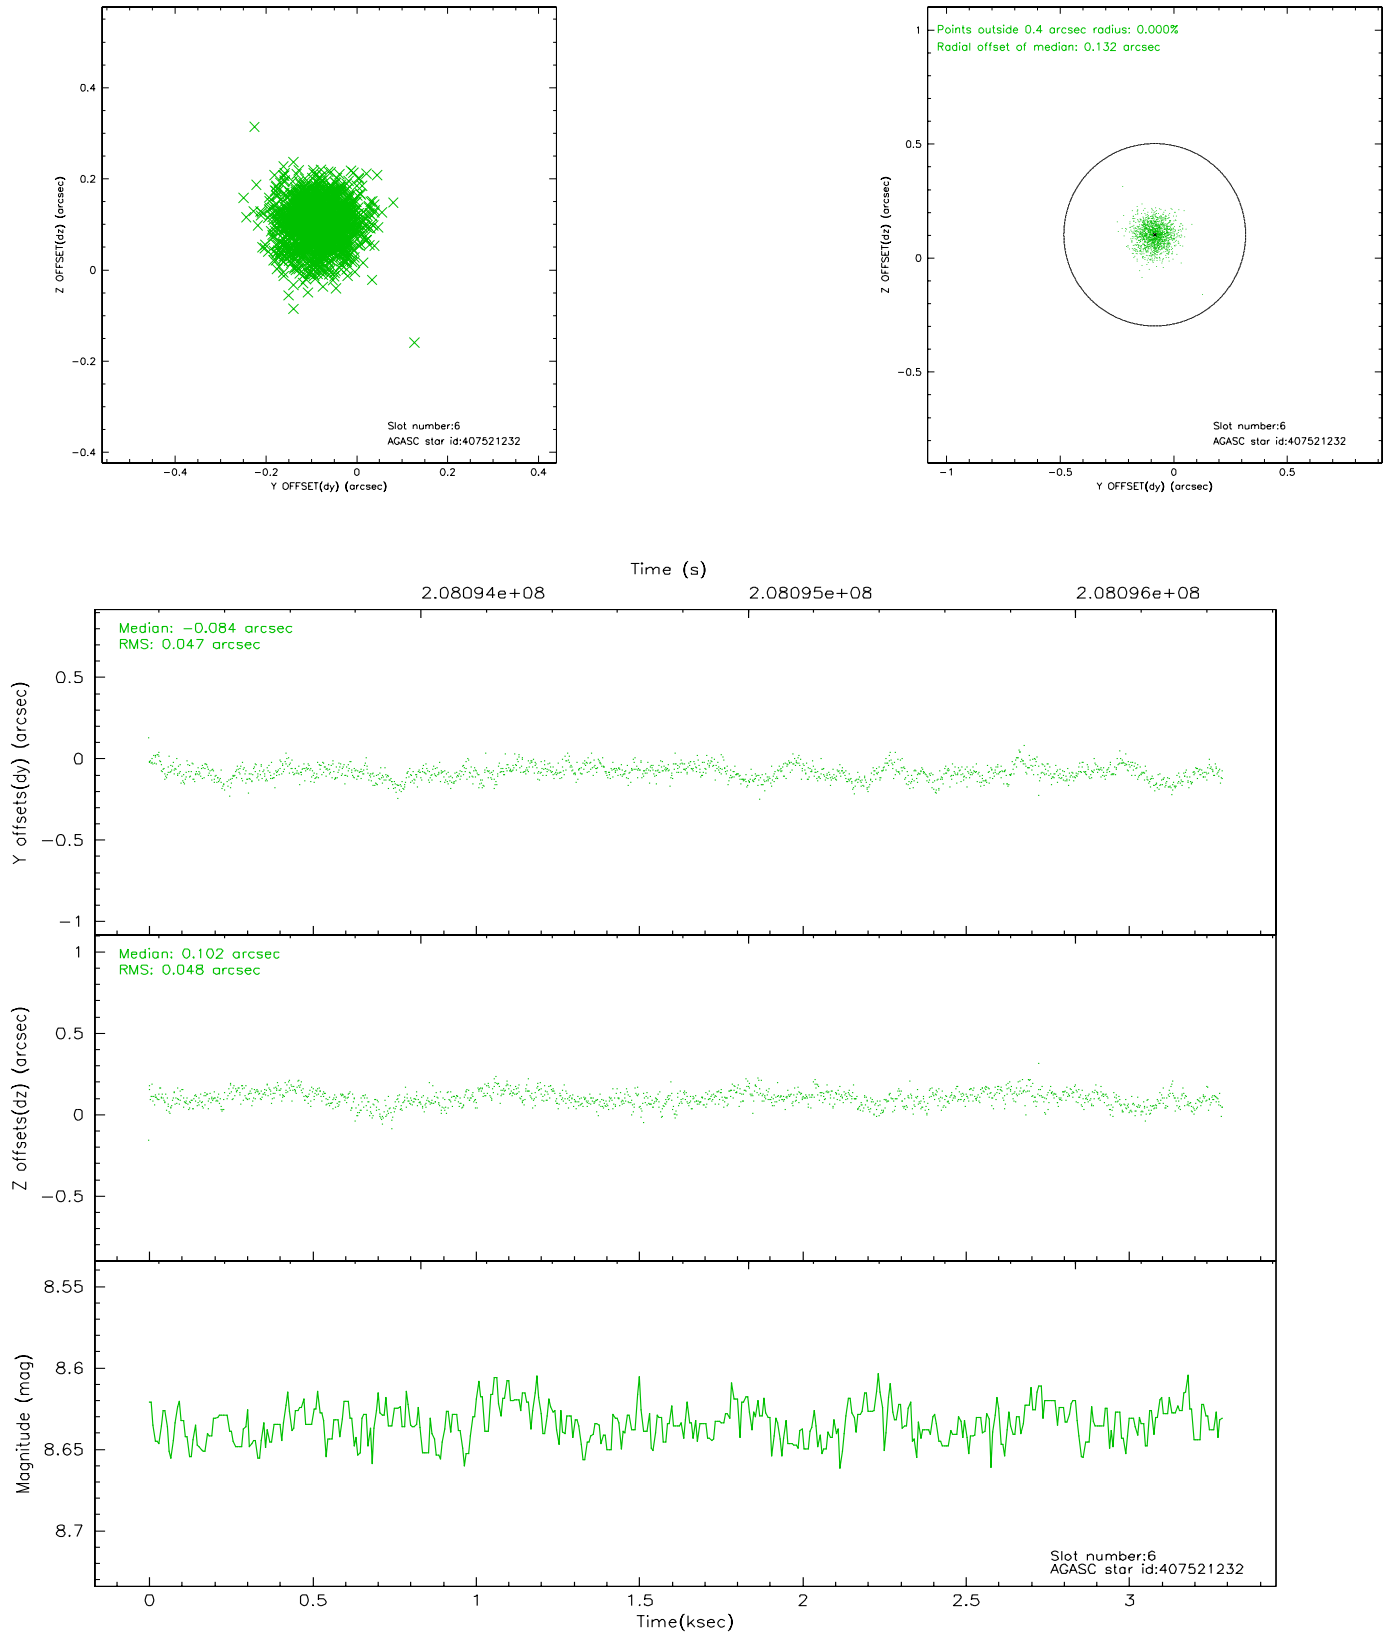 0.4
0.2
0
−0.2
−0.4
Z OFFSET(dz) (arcsec)
Slot number:6
AGASC star id:407521232
−0.4 −0.2 0 0.2 0.4
Y OFFSET(dy) (arcsec)
Points outside 0.4 arcsec radius: 0.000%
Radial offset of median: 0.132 arcsec
1
0.5
0
−0.5
Z OFFSET(dz) (arcsec)
Slot number:6
AGASC star id:407521232
−1 −0.5 0 0.5
Y OFFSET(dy) (arcsec)
Time (s)
2.08094e+08 2.08095e+08 2.08096e+08
Median: −0.084 arcsec
RMS: 0.047 arcsec
0.5
0
−0.5
−1
Y offsets(dy) (arcsec)
Median: 0.102 arcsec
RMS: 0.048 arcsec
1
0.5
0
−0.5
Z offsets(dz) (arcsec)
8.55
8.6
8.65
8.7
Magnitude (mag)
Slot number:6
AGASC star id:407521232
0 0.5 1 1.5 2 2.5 3
Time(ksec)